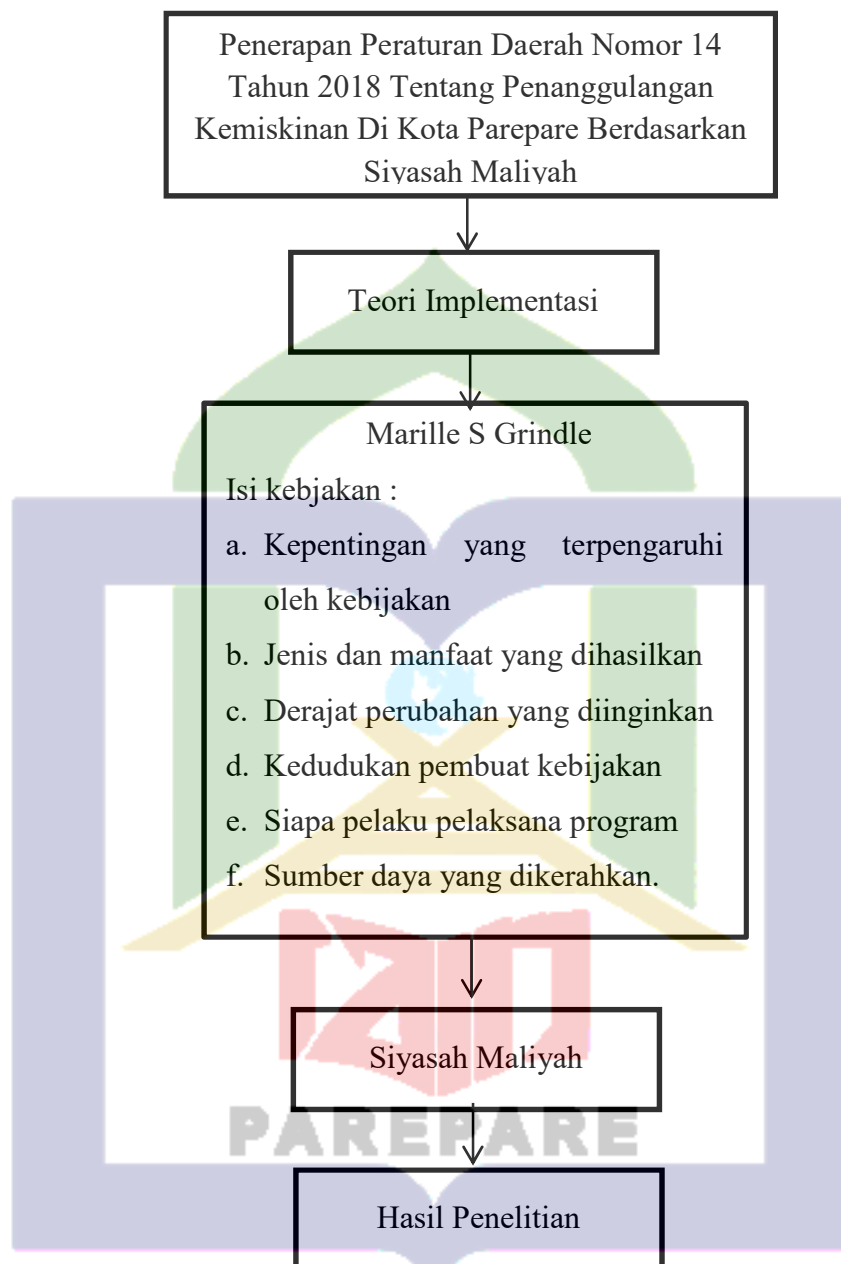 Penerapan Peraturan Daerah Nomor 14
Tahun 2018 Tentang Penanggulangan
Kemiskinan Di Kota Parepare Berdasarkan
Siyasah Maliyah
Teori Implementasi
Marille S Grindle
Isi kebjakan :
a. Kepentingan yang terpengaruhi
oleh kebijakan
b. Jenis dan manfaat yang dihasilkan
c. Derajat perubahan yang diinginkan
d. Kedudukan pembuat kebijakan
e. Siapa pelaku pelaksana program
f. Sumber daya yang dikerahkan.
Siyasah Maliyah
PAREPARE
Hasil Penelitian